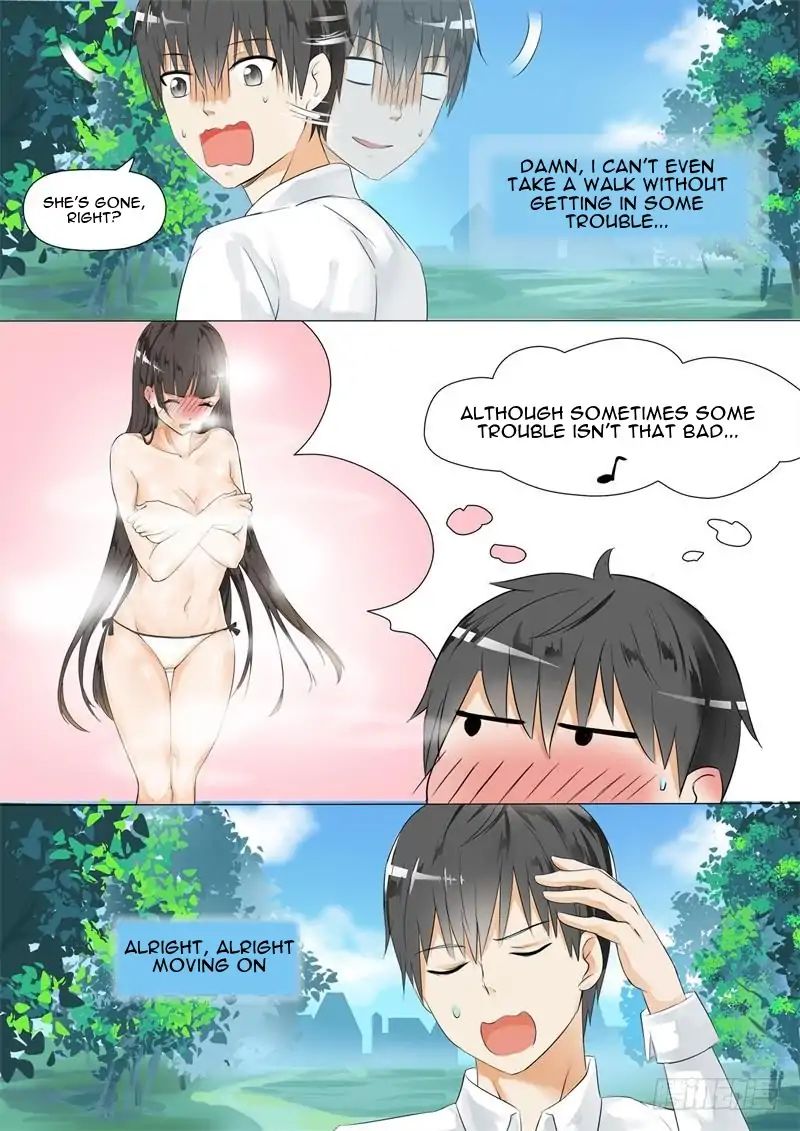 SHE'S GONE,
RIGHT?
DAMN, I CAN'T EVEN
TAKE A WALK WITHOUT
GETTING IN SOME
TROUBLE...
ALTHOUGH SOMETIMES SOME
TROUBLE ISN'T THAT BAD...
ALRIGHT, ALRIGHT
MOVING ON